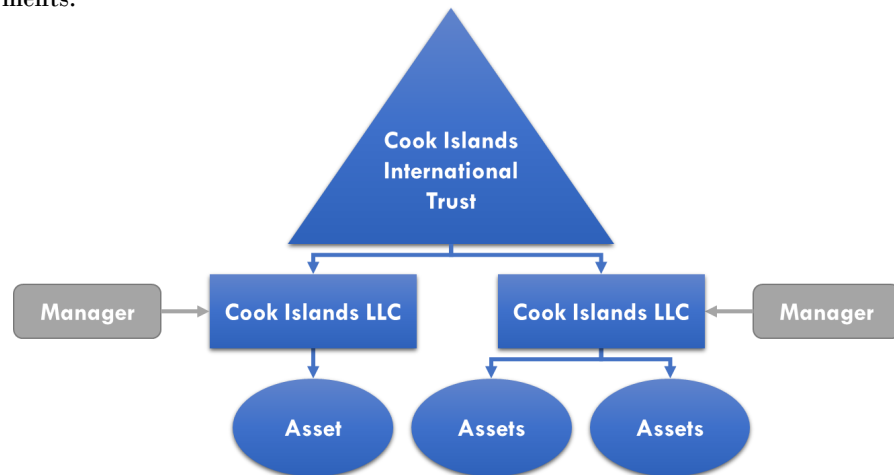 ments.
Cook Islands
International
Trust
Manager
Cook Islands LLC
Cook Islands LLC
Manager
Asset
Assets
Assets